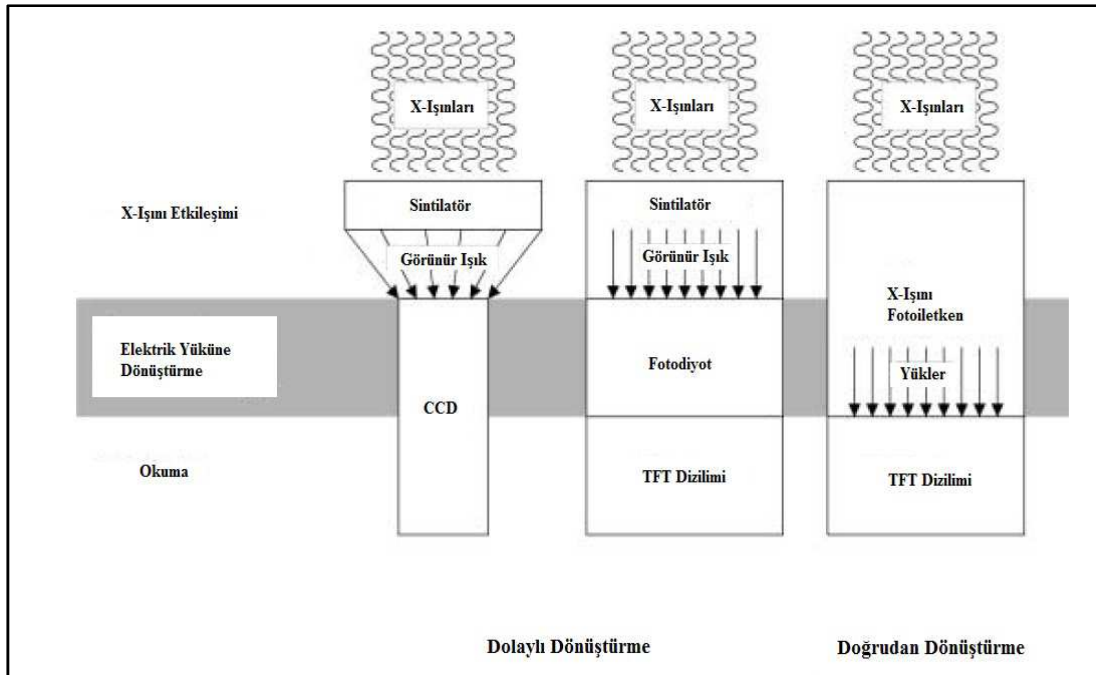 X-Işınları
X-Işınları
X-Işınları
X-Işını Etkileşimi
Sintilatör
Sintilatör
Görünür Işık
Görünür Işık
X-Işını
Fotoiletken
Elektrik Yüküne
Dönüştürme
Fotodiyot
Yükler
CCD
Okuma
TFT Dizilimi
TFT Dizilimi
Dolaylı Dönüştürme
Doğrudan Dönüştürme